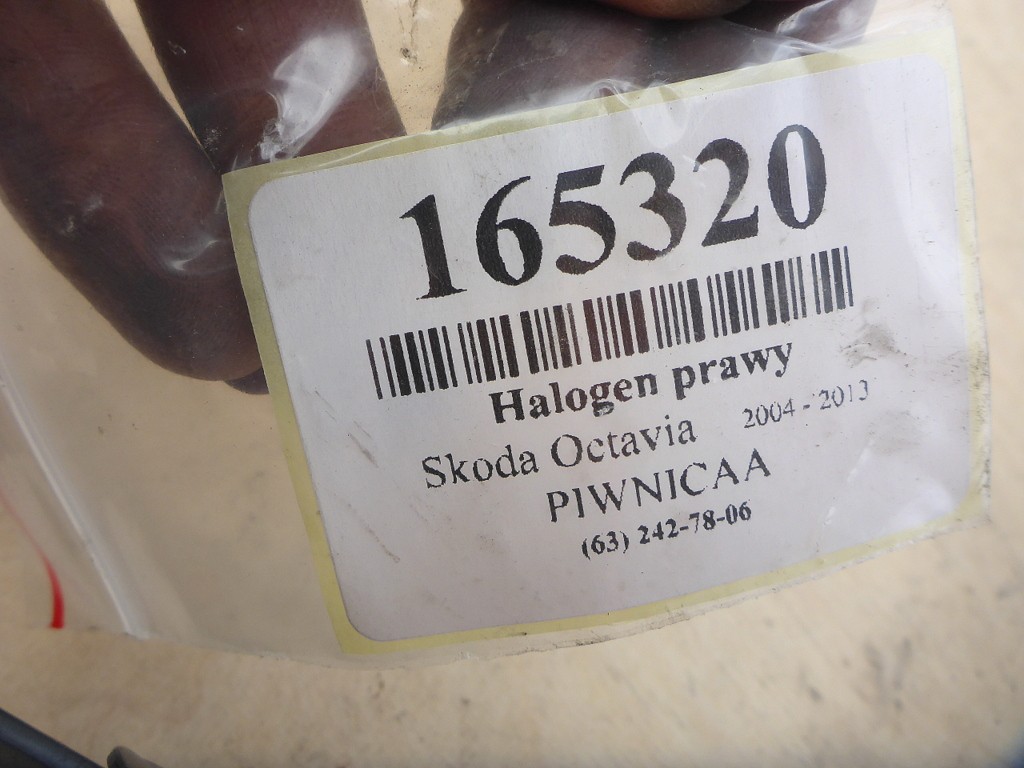 165320
Halogen prawy
Skoda Octavia 2004 - 2013
PIWNICAA
(63) 242-78-06